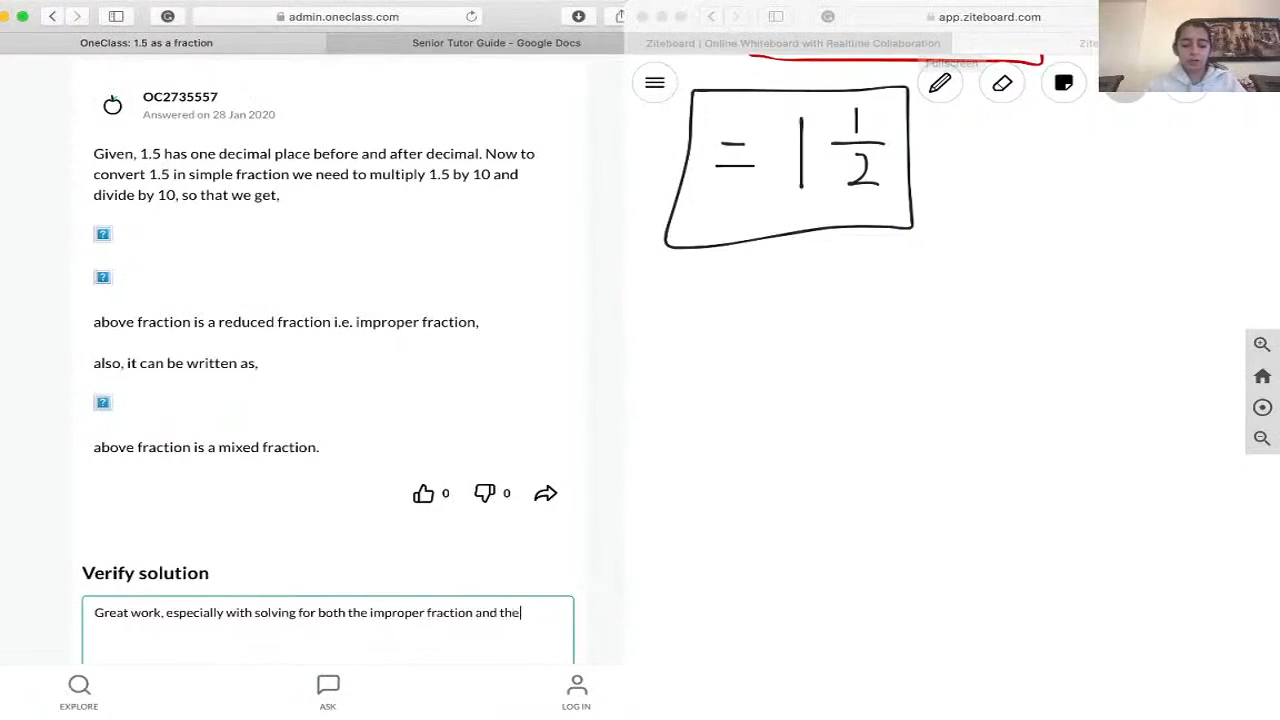 admin.oneclass.com
OneClass: 1.5 as a fraction
Senior Tutor Guide - Google Docs
OC2735557
Answered on 28 Jan 2020
Given, 1.5 has one decimal place before and after decimal. Now to
convert 1.5 in simple fraction we need to multiply 1.5 by 10 and
divide by 10, so that we get,
above fraction is a reduced fraction i.e. improper fraction,
also, it can be written as,
above fraction is a mixed fraction.
0
0
Verify solution
Great work, especially with solving for both the improper fraction and the
EXPLORE
ASK
LOG IN
app.ziteboard.com
Ziteboard | Online Whiteboard with Realtime Collaboration
Fullscreen
= 1 1/2